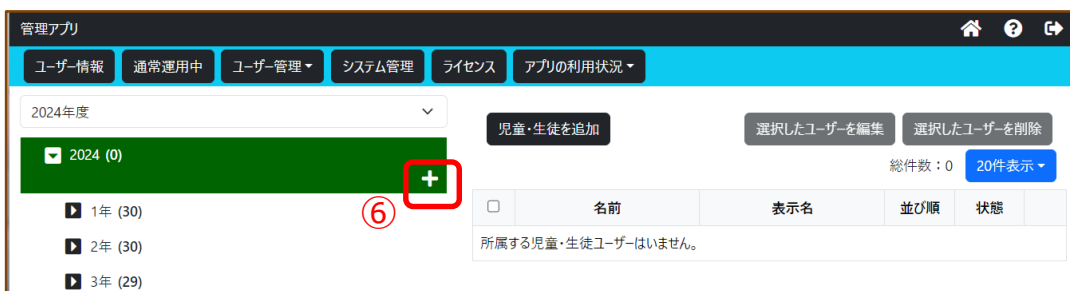 管理アプリ
ユーザー情報 通常運用中 ユーザー管理 システム管理 ライセンス アプリの利用状況
2024年度
児童・生徒を追加 選択したユーザーを編集 選択したユーザーを削除
2024 (0)
総件数：0 20件表示
⑥
1年 (30)
名前 表示名 並び順 状態
2年 (30)
所属する児童・生徒ユーザーはいません。
3年 (29)